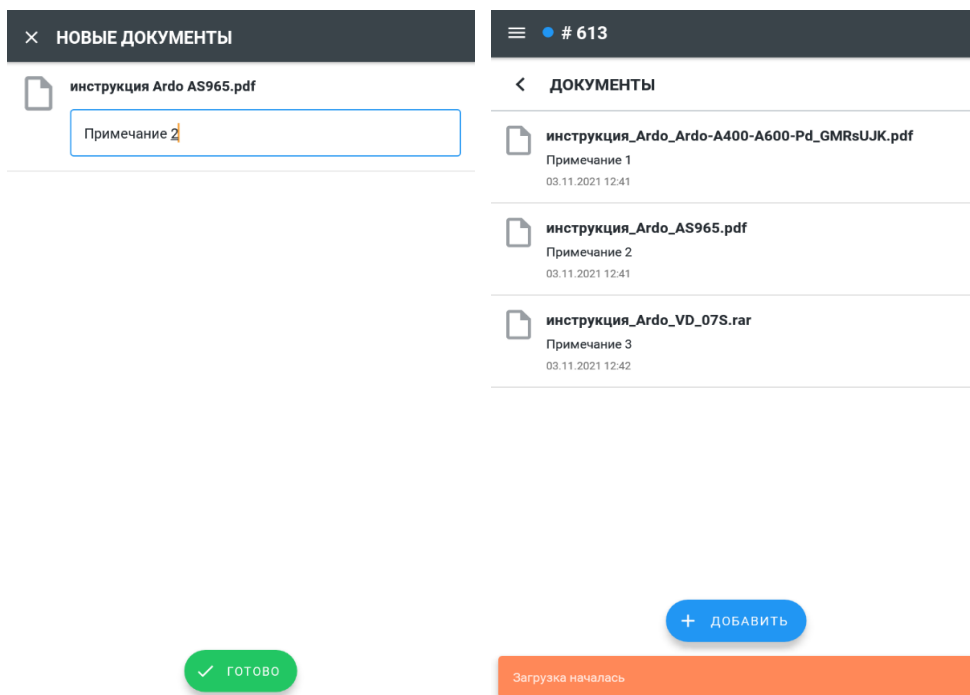 НОВЫЕ ДОКУМЕНТЫ
инструкция Ardo AS965.pdf
Примечание 2
ГОТОВО
# 613
ДОКУМЕНТЫ
инструкция_Ardo_Ardo-A400-A600-Pd_GMRsUJK.pdf
Примечание 1
03.11.2021 12:41
инструкция_Ardo_AS965.pdf
Примечание 2
03.11.2021 12:41
инструкция_Ardo_VD_07S.rar
Примечание 3
03.11.2021 12:42
+ ДОБАВИТЬ
Загрузка началась